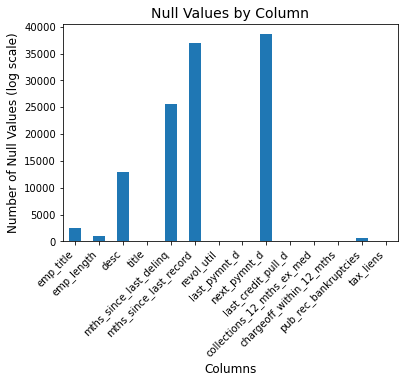 Null Values by Column
Number of Null Values (log scale)
40000
35000
30000
25000
20000
15000
10000
5000
0
emp_title
emp_length
desc
title
mths_since_last_delinq
mths_since_last_record
revol_util
last_pymnt_d
next_pymnt_d
last_credit_pull_d
collections_12_mths_ex_med
chargeoff_within_12_mths
pub_rec_bankruptcies
tax_liens
Columns